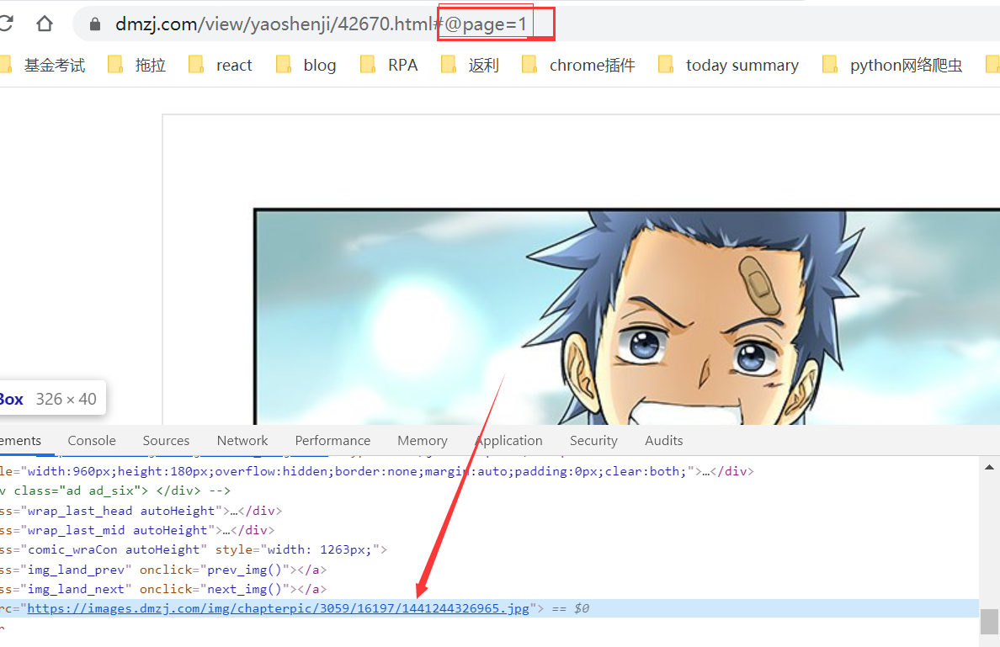 dmzj.com/view/yaoshenji/42670.html#@page=1
基金考试 拖拉 react blog RPA 返利 chrome插件 today summary python网络爬虫
Box 326 × 40
ements Console Sources Network Performance Memory Application Security Audits
le="width:960px;height:180px;overflow:hidden;border:none;margin:auto;padding:0px;clear:both;">…</div>
v class="ad ad_six"> </div> -->
ss="wrap_last_head autoHeight">…</div>
ss="wrap_last_mid autoHeight">…</div>
ss="comic_wraCon autoHeight" style="width: 1263px;">
ss="img_land_prev" onclick="prev_img()"></a>
ss="img_land_next" onclick="next_img()"></a>
rc="https://images.dmzj.com/img/chapterpic/3059/16197/1441244326965.jpg"> == $0